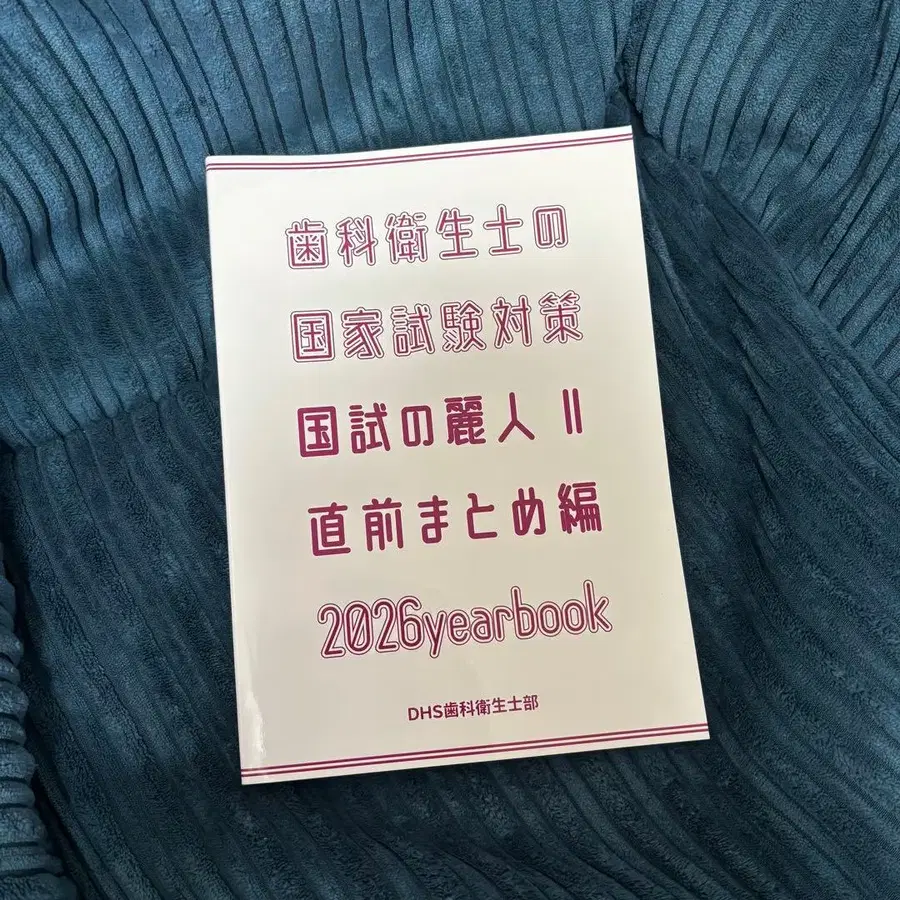 歯科衛生士の
国家試験対策
国試の麗人 II
直前まとめ編
2026yearbook
DHS歯科衛生士部